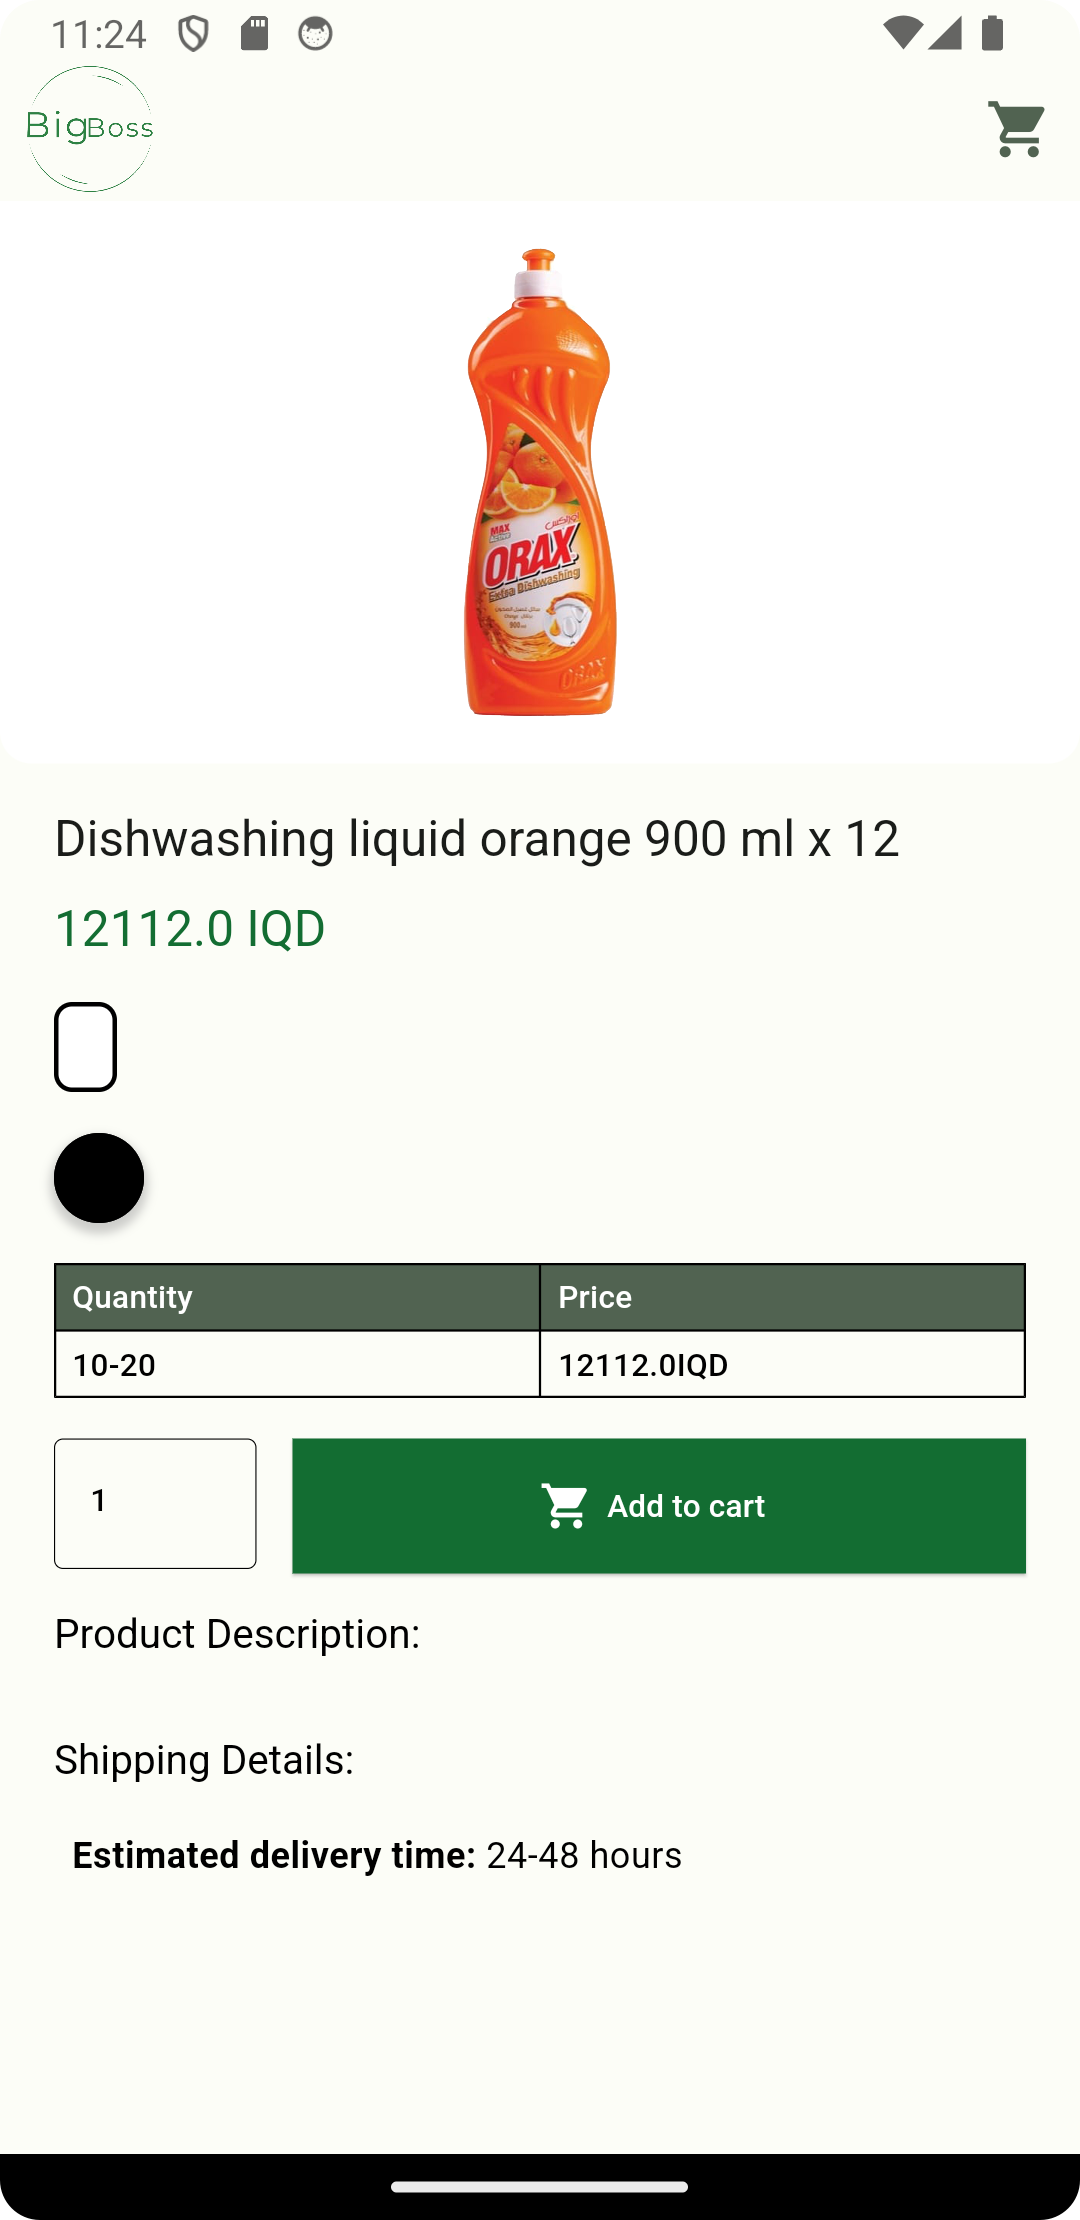 11:24
BigBoss
MAX
اوراكس
ORAX
Extra Dishwashing
900
ORAX
Dishwashing liquid orange 900 ml x 12
12112.0 IQD
Quantity Price
10-20 12112.0IQD
1 Add to cart
Product Description:
Shipping Details:
Estimated delivery time: 24-48 hours